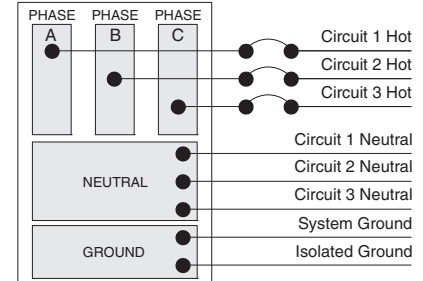 PHASE PHASE PHASE
A B C
Circuit 1 Hot
Circuit 2 Hot
Circuit 3 Hot
Circuit 1 Neutral
Circuit 2 Neutral
NEUTRAL
Circuit 3 Neutral
System Ground
GROUND
Isolated Ground